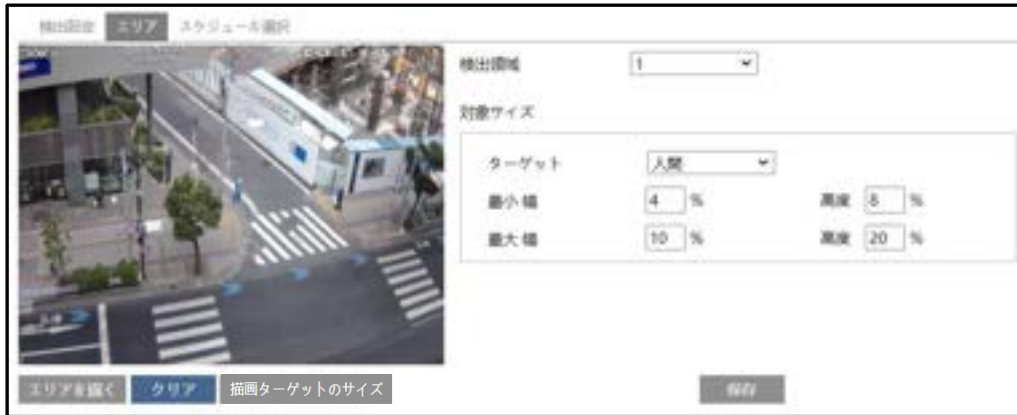 検出設定 エリア スケジュール選択
検出領域 1
対象サイズ
ターゲット 人間
最小 幅 4 % 高度 8 %
最大 幅 10 % 高度 20 %
エリアを描く クリア 描画ターゲットのサイズ 保存